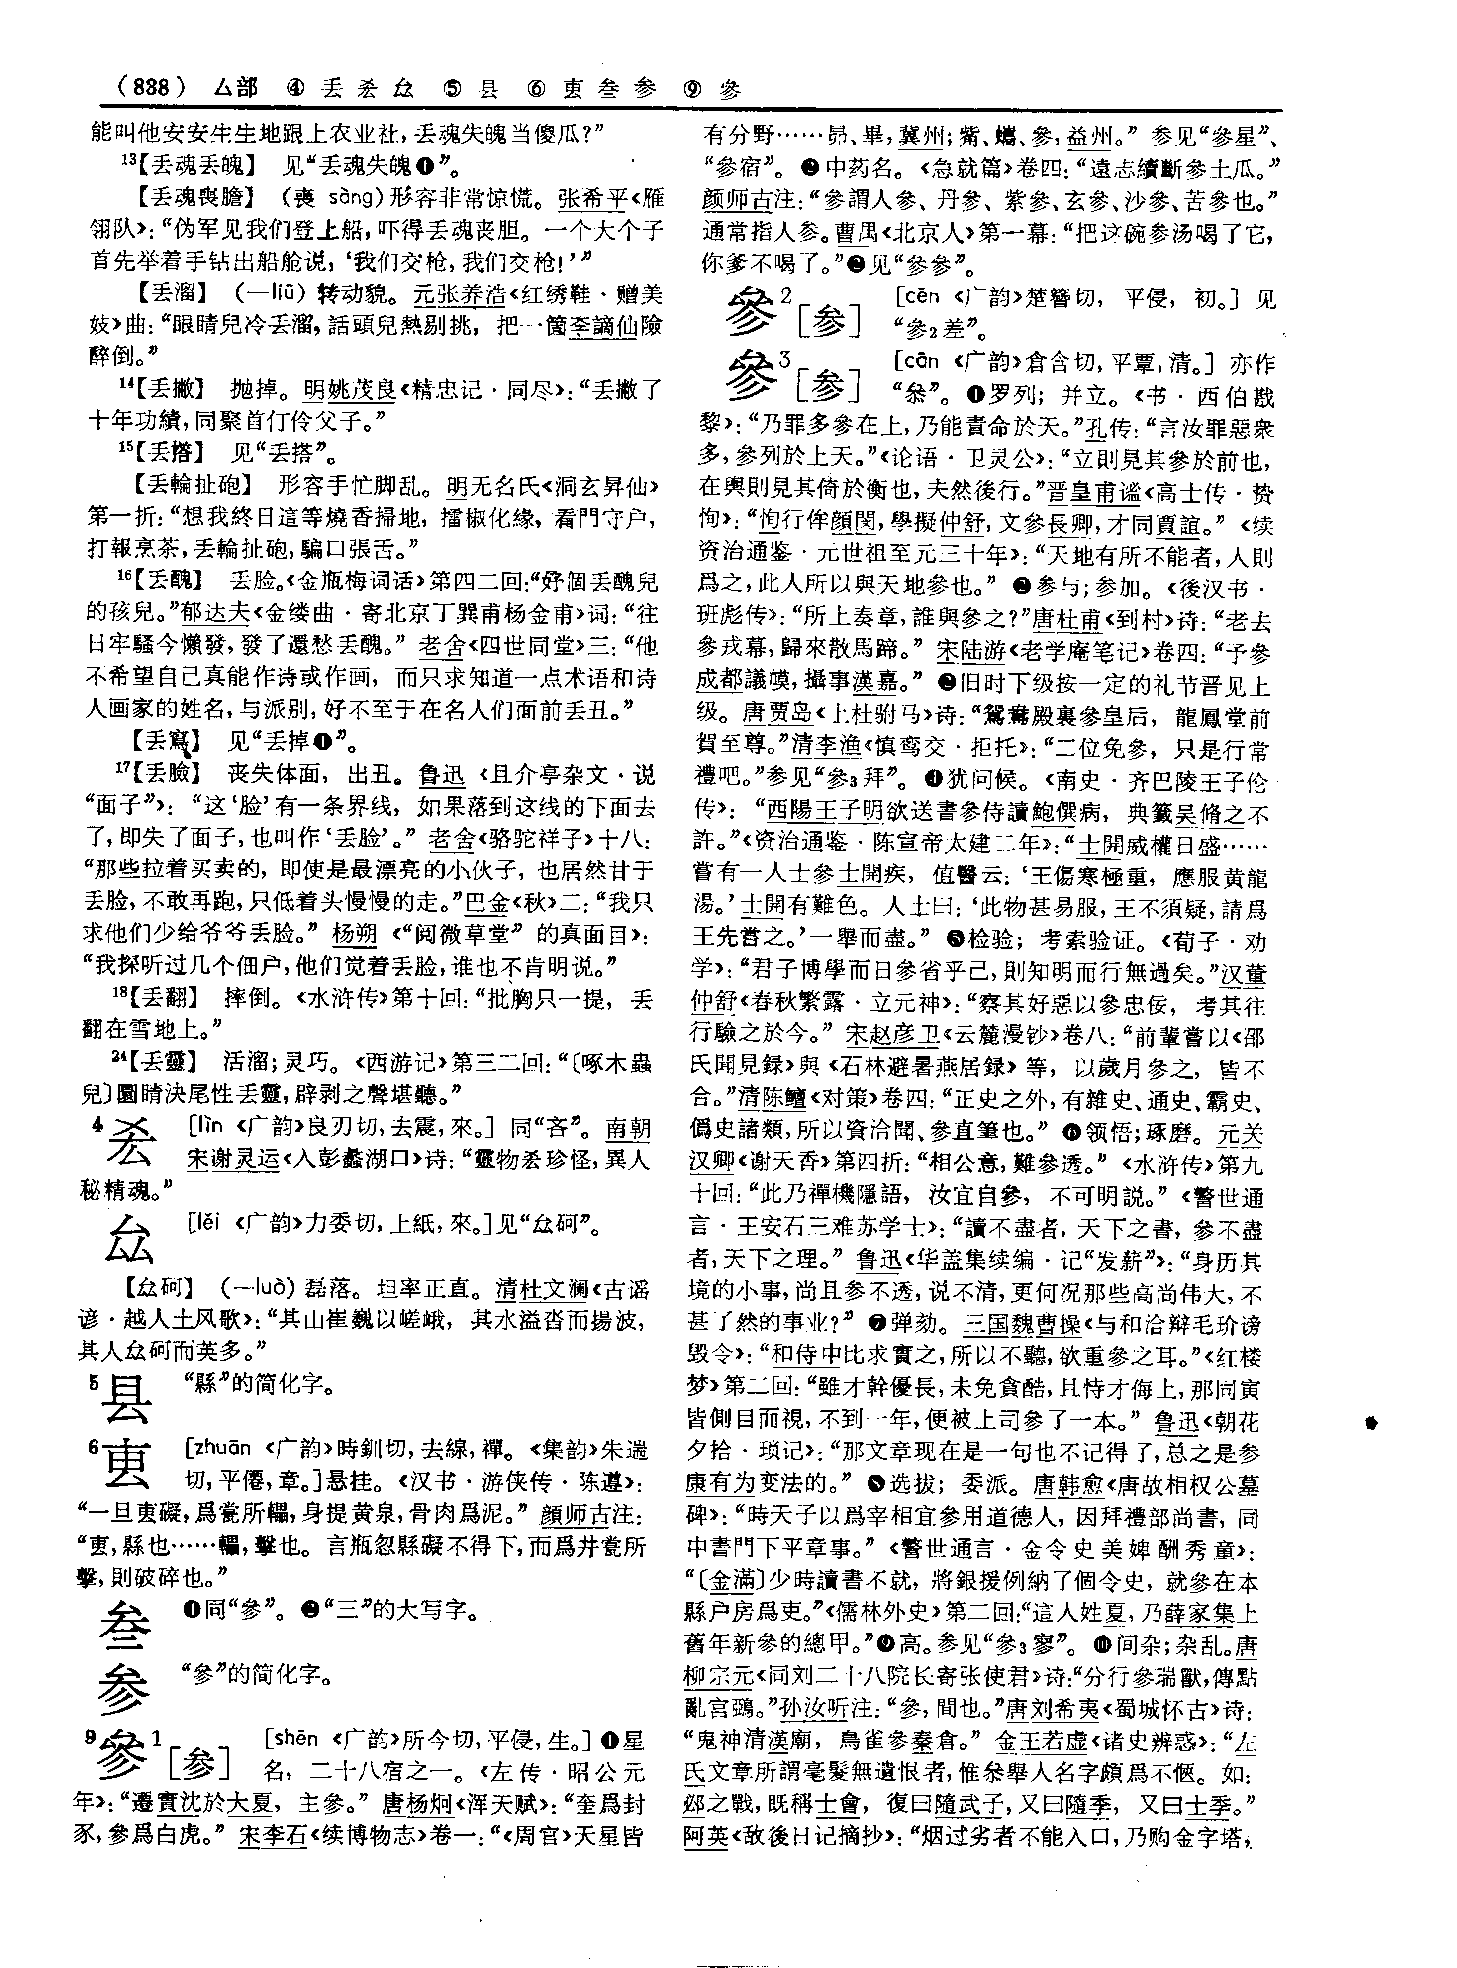 (838) 厶部 ④ 丢 厺 厽 ⑤ 县 ⑥ 叀 叁 参 ⑨ 參
能叫他安安生生地跟上农业社，丢魂失魄当傻瓜？”
13【丢魂丢魄】 见“丢魂失魄❶”。
【丢魂喪膽】 （喪 sàng）形容非常惊慌。张希平《雁
翎队》：“伪军见我们登上船，吓得丢魂丧胆。一个大个子
首先举着手钻出船舱说，‘我们交枪，我们交枪！’”
【丢溜】 （—liū）转动貌。元张养浩《红绣鞋·赠美
妓》曲：“眼睛兒冷丢溜，話頭兒熱剔挑，把一箇李謫仙險
醉倒。”
14【丢撇】 抛掉。明姚茂良《精忠记·同尽》：“丢撇了
十年功績，同聚首伫伶父子。”
15【丢撘】 见“丢搭”。
【丢輪扯砲】 形容手忙脚乱。明无名氏《洞玄昇仙》
第一折：“想我終日這等燒香掃地，擂椒化緣，看門守户，
打報烹茶，丢輪扯砲，騙口張舌。”
16【丢醜】 丢脸。《金瓶梅词话》第四二回：“好個丢醜兒
的孩兒。”郁达夫《金缕曲·寄北京丁巽甫杨金甫》词：“往
日牢騷今懶發，發了還愁丢醜。”老舍《四世同堂》三：“他
不希望自己真能作诗或作画，而只求知道一点术语和诗
人画家的姓名，与派别，好不至于在名人们面前丢丑。”
【丢窵】 见“丢掉❶”。
17【丢臉】 丧失体面，出丑。鲁迅《且介亭杂文·说
“面子”》：“这‘脸’有一条界线，如果落到这线的下面去
了，即失了面子，也叫作‘丢脸’。”老舍《骆驼祥子》十八：
“那些拉着买卖的，即使是最漂亮的小伙子，也居然甘于
丢脸，不敢再跑，只低着头慢慢的走。”巴金《秋》二：“我只
求他们少给爷爷丢脸。”杨朔《“阅微草堂”的真面目》：
“我探听过几个佃户，他们觉着丢脸，谁也不肯明说。”
18【丢翻】 摔倒。《水浒传》第十回：“批胸只一提，丢
翻在雪地上。”
24【丢靈】 活溜；灵巧。《西游记》第三二回：“〔啄木蟲
兒〕圜睛決尾性丢靈，辟剥之聲堪聽。”
4 厺 [lìn 《广韵》良刃切，去震，來。] 同“吝”。南朝
宋谢灵运《入彭蠡湖口》诗：“靈物厺珍怪，異人
秘精魂。”
厽 [lěi 《广韵》力委切，上紙，來。]见“厽砢”。
【厽砢】 （—luǒ）磊落。坦率正直。清杜文澜《古谣
谚·越人土风歌》：“其山崔巍以嵯峨，其水溢沓而揚波，
其人厽砢而英多。”
5 县 “縣”的简化字。
6 叀 [zhuān 《广韵》時釧切，去線，禪。《集韵》朱遄
切，平僊，章。]悬挂。《汉书·游侠传·陈遵》：
“一旦叀礙，爲瓽所轠，身提黄泉，骨肉爲泥。”顔师古注：
“叀，縣也……轠，擊也。言瓶忽縣礙不得下，而爲井瓽所
擊，則破碎也。”
叁 ❶同“參”。❷“三”的大写字。
参 “參”的简化字。
9 參1[参] [shēn 《广韵》所今切，平侵，生。] ❶星
名，二十八宿之一。《左传·昭公元
年》：“遷實沈於大夏，主參。”唐杨炯《浑天赋》：“奎爲封
豕，參爲白虎。”宋李石《续博物志》卷一：“《周官》天星皆
有分野……昴、畢，冀州；觜、蠵、參，益州。”参见“參星”、
“參宿”。❷中药名。《急就篇》卷四：“遠志續斷參土瓜。”
颜师古注：“參謂人參、丹參、紫參、玄參、沙參、苦參也。”
通常指人参。曹禺《北京人》第一幕：“把这碗参汤喝了它，
你爹不喝了。”❸见“參參”。
參2[参] [cēn 《广韵》楚簪切，平侵，初。] 见
“參2差”。
參3[参] [cān 《广韵》倉含切，平覃，清。] 亦作
“叅”。❶罗列；并立。《书·西伯戡
黎》：“乃罪多參在上，乃能責命於天。”孔传：“言汝罪惡衆
多，參列於上天。”《论语·卫灵公》：“立則見其參於前也，
在輿則見其倚於衡也，夫然後行。”晋皇甫谧《高士传·挚
恂》：“恂行侔顔閔，學擬仲舒，文參長卿，才同賈誼。”《续
资治通鉴·元世祖至元三十年》：“天地有所不能者，人則
爲之，此人所以與天地參也。”❷参与；参加。《後汉书·
班彪传》：“所上奏章，誰與參之？”唐杜甫《到村》诗：“老去
參戎幕，歸來散馬蹄。”宋陆游《老学庵笔记》卷四：“予參
成都議幙，攝事漢嘉。”❸旧时下级按一定的礼节晋见上
级。唐贾岛《上杜驸马》诗：“鴛鴦殿裏參皇后，龍鳳堂前
賀至尊。”清李渔《慎鸾交·拒托》：“二位免參，只是行常
禮吧。”参见“參3拜”。❹犹问候。《南史·齐巴陵王子伦
传》：“西陽王子明欲送書參侍讀鮑僎病，典籤吴脩之不
許。”《资治通鉴·陈宣帝太建二年》：“士開威權日盛……
嘗有一人士參士開疾，值醫云：‘王傷寒極重，應服黄龍
湯。’士開有難色。人士曰：‘此物甚易服，王不須疑，請爲
王先嘗之。’一舉而盡。”❺检验；考索验证。《荀子·劝
学》：“君子博學而日參省乎己，則知明而行無過矣。”汉董
仲舒《春秋繁露·立元神》：“察其好惡以參忠佞，考其往
行驗之於今。”宋赵彦卫《云麓漫钞》卷八：“前輩嘗以《邵
氏聞見録》與《石林避暑燕居録》等，以歲月參之，皆不
合。”清陈鱣《对策》卷四：“正史之外，有雜史、通史、霸史、
僞史諸類，所以資洽聞、參直筆也。”❻领悟；琢磨。元关
汉卿《谢天香》第四折：“相公意，難參透。”《水浒传》第九
十回：“此乃禪機隱語，汝宜自參，不可明説。”《警世通
言·王安石三难苏学士》：“讀不盡者，天下之書，參不盡
者，天下之理。”鲁迅《华盖集续编·记“发薪”》：“身历其
境的小事，尚且参不透，说不清，更何况那些高尚伟大，不
甚了然的事业？”❼弹劾。三国魏曹操《与和洽辩毛玠谤
毁令》：“和侍中比求實之，所以不聽，欲重參之耳。”《红楼
梦》第二回：“雖才幹優長，未免貪酷，且恃才侮上，那同寅
皆側目而視，不到一年，便被上司參了一本。”鲁迅《朝花
夕拾·琐记》：“那文章现在是一句也不记得了，总之是参
康有为变法的。”❽选拔；委派。唐韩愈《唐故相权公墓
碑》：“時天子以爲宰相宜參用道德人，因拜禮部尚書，同
中書門下平章事。”《警世通言·金令史美婢酬秀童》：
“〔金滿〕少時讀書不就，將銀援例納了個令史，就參在本
縣户房爲吏。”《儒林外史》第二回：“這人姓夏，乃薛家集上
舊年新參的總甲。”❾高。参见“參3寥”。❿间杂；杂乱。唐
柳宗元《同刘二十八院长寄张使君》诗：“分行參瑞獸，傳點
亂宫鵶。”孙汝听注：“參，間也。”唐刘希夷《蜀城怀古》诗：
“鬼神清漢廟，鳥雀參秦倉。”金王若虚《诸史辨惑》：“左
氏文章所謂毫髮無遺恨者，惟叅舉人名字頗爲不愜。如：
邲之戰，既稱士會，復曰隨武子，又曰隨季，又曰士季。”
阿英《敌後日记摘抄》：“烟过劣者不能入口，乃购金字塔，